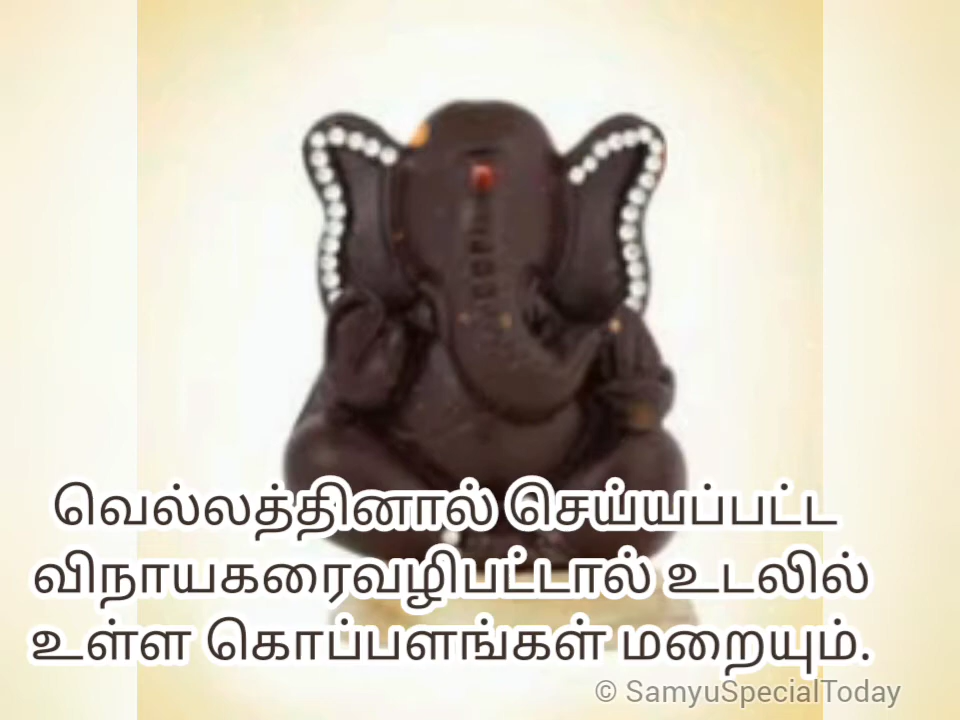 வெல்லத்தினால் செய்யப்பட்ட
விநாயகரைவழிபட்டால் உடலில்
உள்ள கொப்பளங்கள் மறையும்.
© SamyuSpecialToday